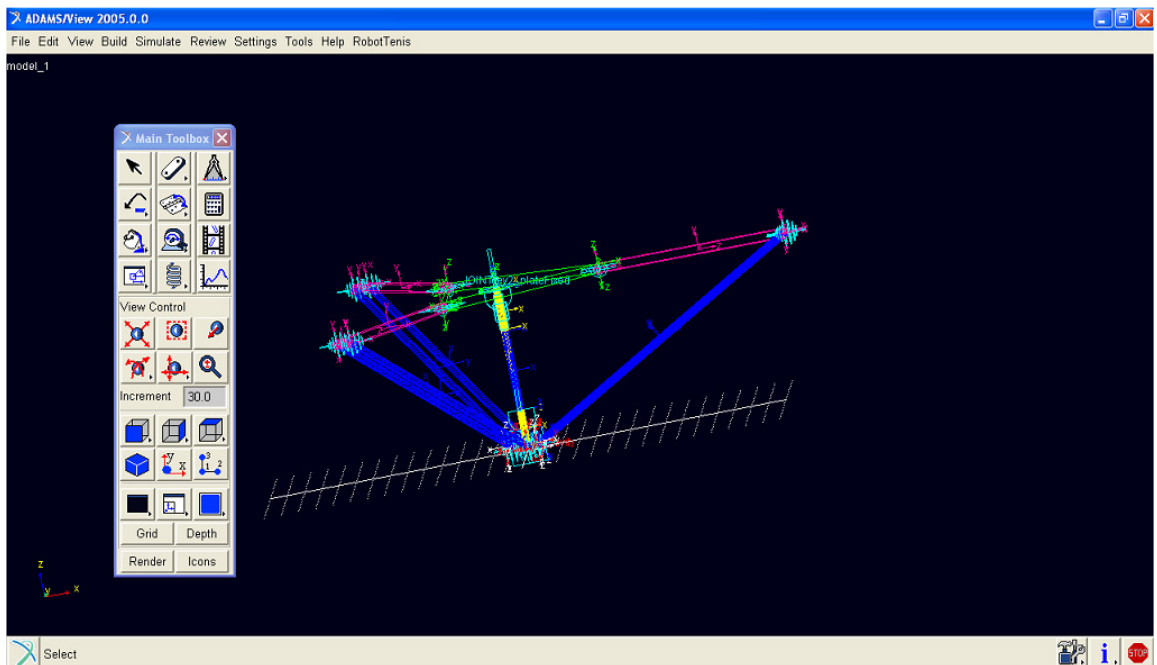 ADAMS/View 2005.0.0
File Edit View Build Simulate Review Settings Tools Help RobotTenis
model_1
Main Toolbox
View Control
Increment 30.0
Grid Depth
Render Icons
z
y x
Select